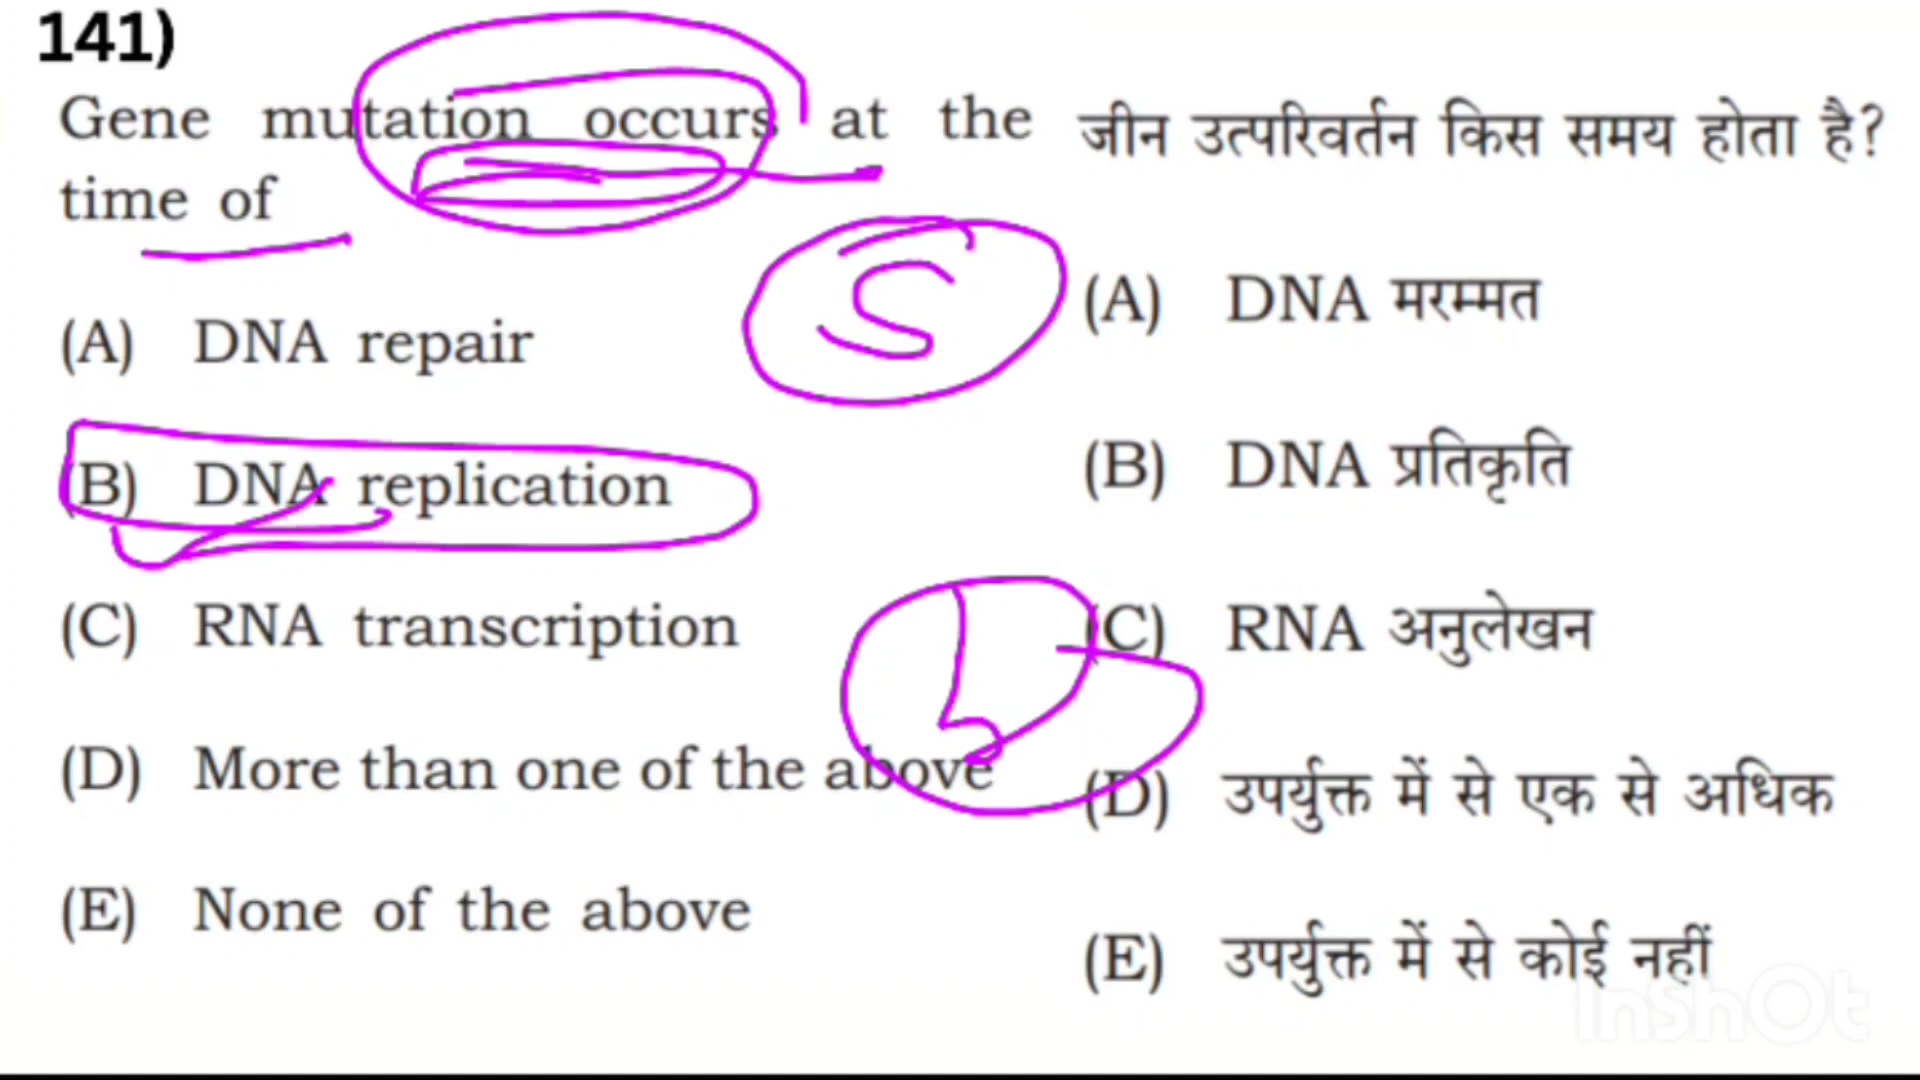 141)
Gene mutation occurs at the
time of
(A) DNA repair
(B) DNA replication
(C) RNA transcription
(D) More than one of the above
(E) None of the above
जीन उत्परिवर्तन किस समय होता है?
(A) DNA मरम्मत
(B) DNA प्रतिकृति
(C) RNA अनुलेखन
(D) उपर्युक्त में से एक से अधिक
(E) उपर्युक्त में से कोई नहीं
S
InShOt